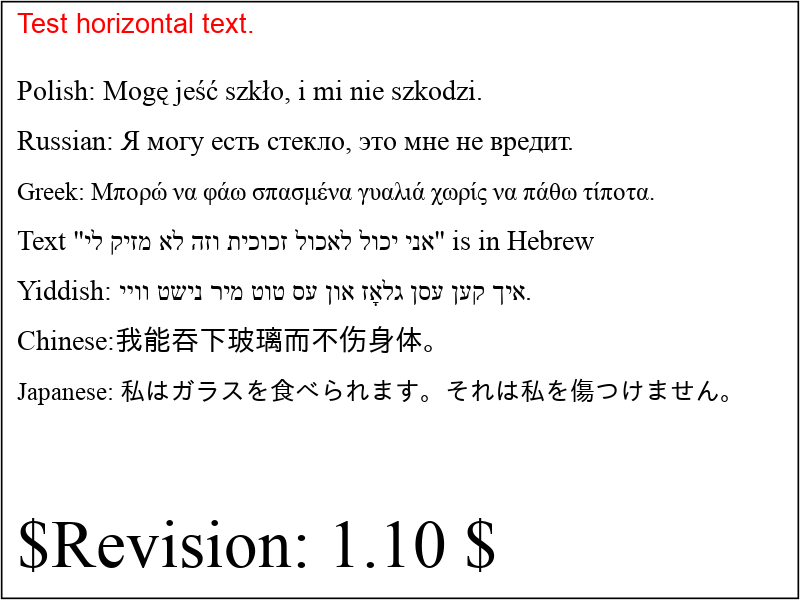 Test horizontal text.
Polish: Mogę jeść szkło, i mi nie szkodzi.
Russian: Я могу есть стекло, это мне не вредит.
Greek: Μπορώ να φάω σπασμένα γυαλιά χωρίς να πάθω τίποτα.
Text "אני יכול לאכול זכוכית וזה לא מזיק לי" is in Hebrew
Yiddish: איך קען עסן גלאָז און עס טוט מיר נישט װײ.
Chinese:我能吞下玻璃而不伤身体。
Japanese: 私はガラスを食べられます。それは私を傷つけません。
$Revision: 1.10 $